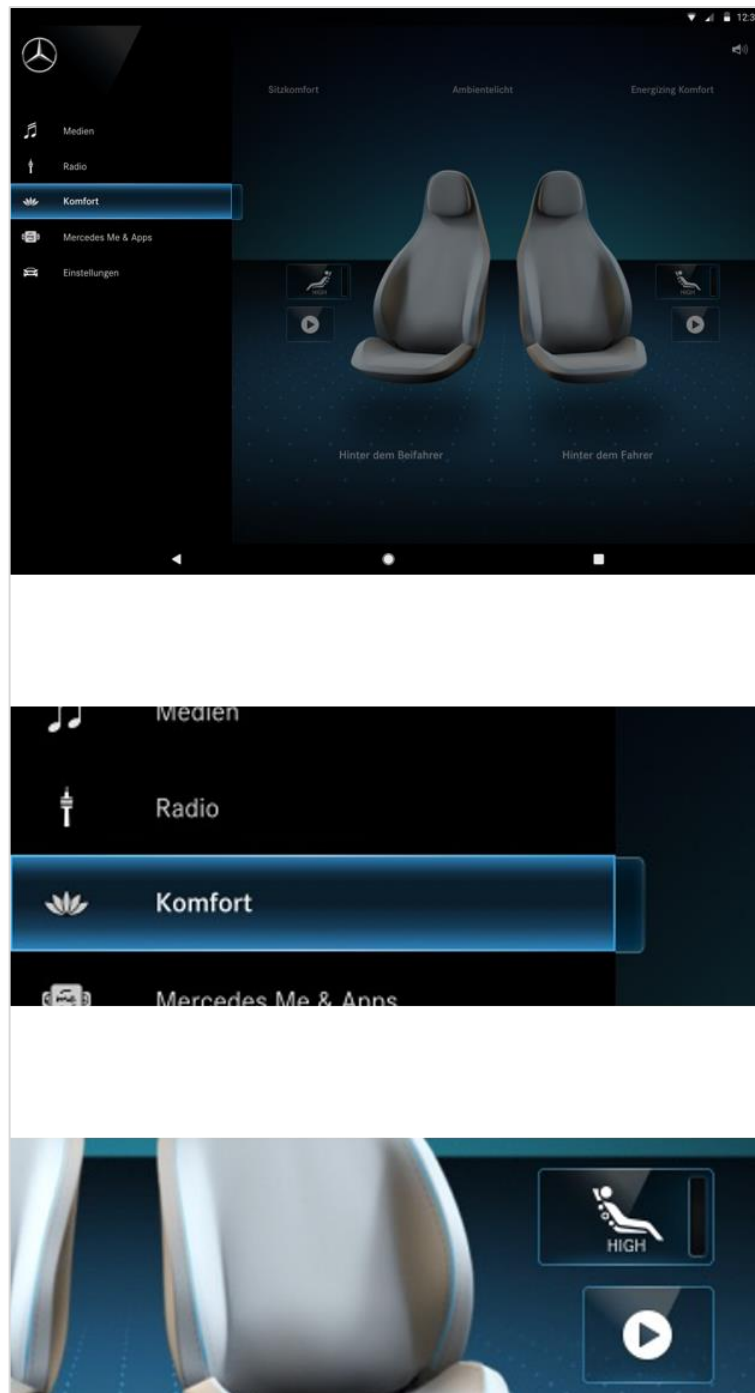 12:3
Sitzkomfort
Ambientelicht
Energizing Komfort
Medien
Radio
Komfort
Mercedes Me & Apps
Einstellungen
HIGH
HIGH
Hinter dem Beifahrer
Hinter dem Fahrer
Medien
Radio
Komfort
Mercedes Me & Apps
HIGH